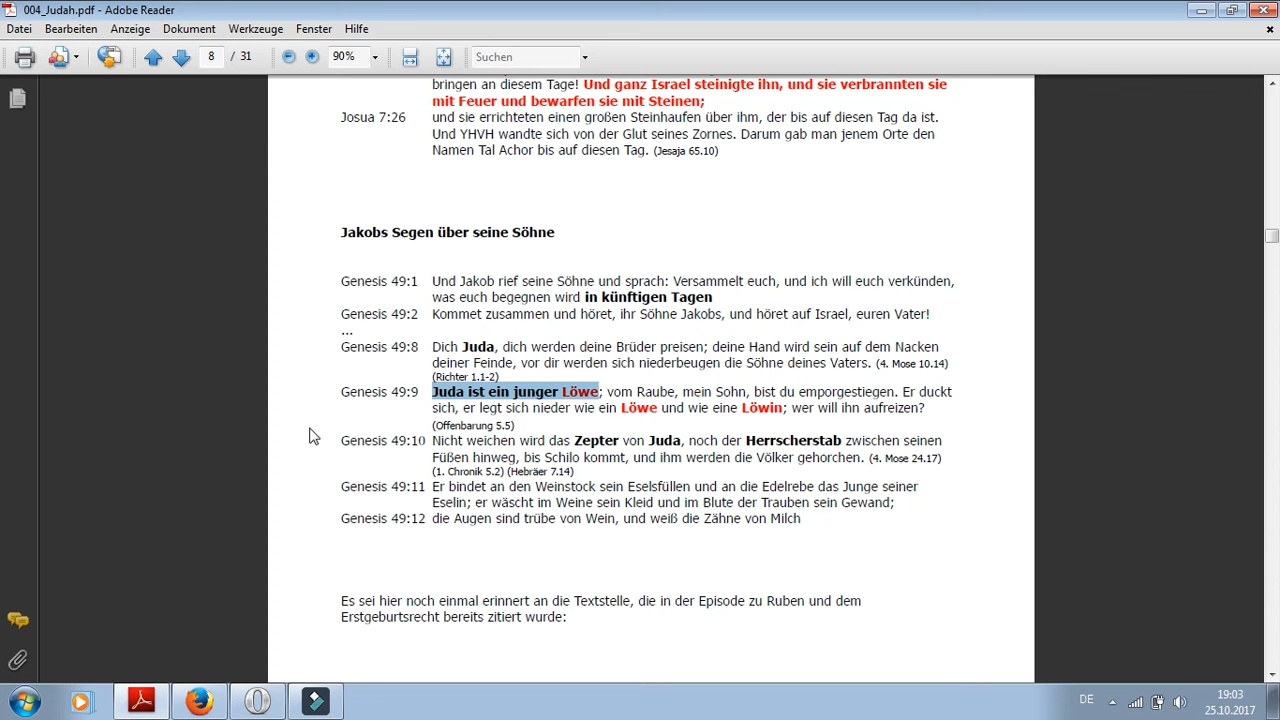 004_Judah.pdf - Adobe Reader
Datei Bearbeiten Anzeige Dokument Werkzeuge Fenster Hilfe
8 / 31 90% Suchen
bringen an diesem Tage! Und ganz Israel steinigte ihn, und sie verbrannten sie
mit Feuer und bewarfen sie mit Steinen;
Josua 7:26 und sie errichteten einen großen Steinhaufen über ihm, der bis auf diesen Tag da ist.
Und YHVH wandte sich von der Glut seines Zornes. Darum gab man jenem Orte den
Namen Tal Achor bis auf diesen Tag. (Jesaja 65.10)
Jakobs Segen über seine Söhne
Genesis 49:1 Und Jakob rief seine Söhne und sprach: Versammelt euch, und ich will euch verkünden,
was euch begegnen wird in künftigen Tagen
Genesis 49:2 Kommet zusammen und höret, ihr Söhne Jakobs, und höret auf Israel, euren Vater!
...
Genesis 49:8 Dich Juda, dich werden deine Brüder preisen; deine Hand wird sein auf dem Nacken
deiner Feinde, vor dir werden sich niederbeugen die Söhne deines Vaters. (4. Mose 10.14)
(Richter 1.1-2)
Genesis 49:9 Juda ist ein junger Löwe; vom Raube, mein Sohn, bist du emporgestiegen. Er duckt
sich, er legt sich nieder wie ein Löwe und wie eine Löwin; wer will ihn aufreizen?
(Offenbarung 5.5)
Genesis 49:10 Nicht weichen wird das Zepter von Juda, noch der Herrscherstab zwischen seinen
Füßen hinweg, bis Schilo kommt, und ihm werden die Völker gehorchen. (4. Mose 24.17)
(1. Chronik 5.2) (Hebräer 7.14)
Genesis 49:11 Er bindet an den Weinstock sein Eselsfüllen und an die Edelrebe das Junge seiner
Eselin; er wäscht im Weine sein Kleid und im Blute der Trauben sein Gewand;
Genesis 49:12 die Augen sind trübe von Wein, und weiß die Zähne von Milch
Es sei hier noch einmal erinnert an die Textstelle, die in der Episode zu Ruben und dem
Erstgeburtsrecht bereits zitiert wurde:
DE 19:03
25.10.2017